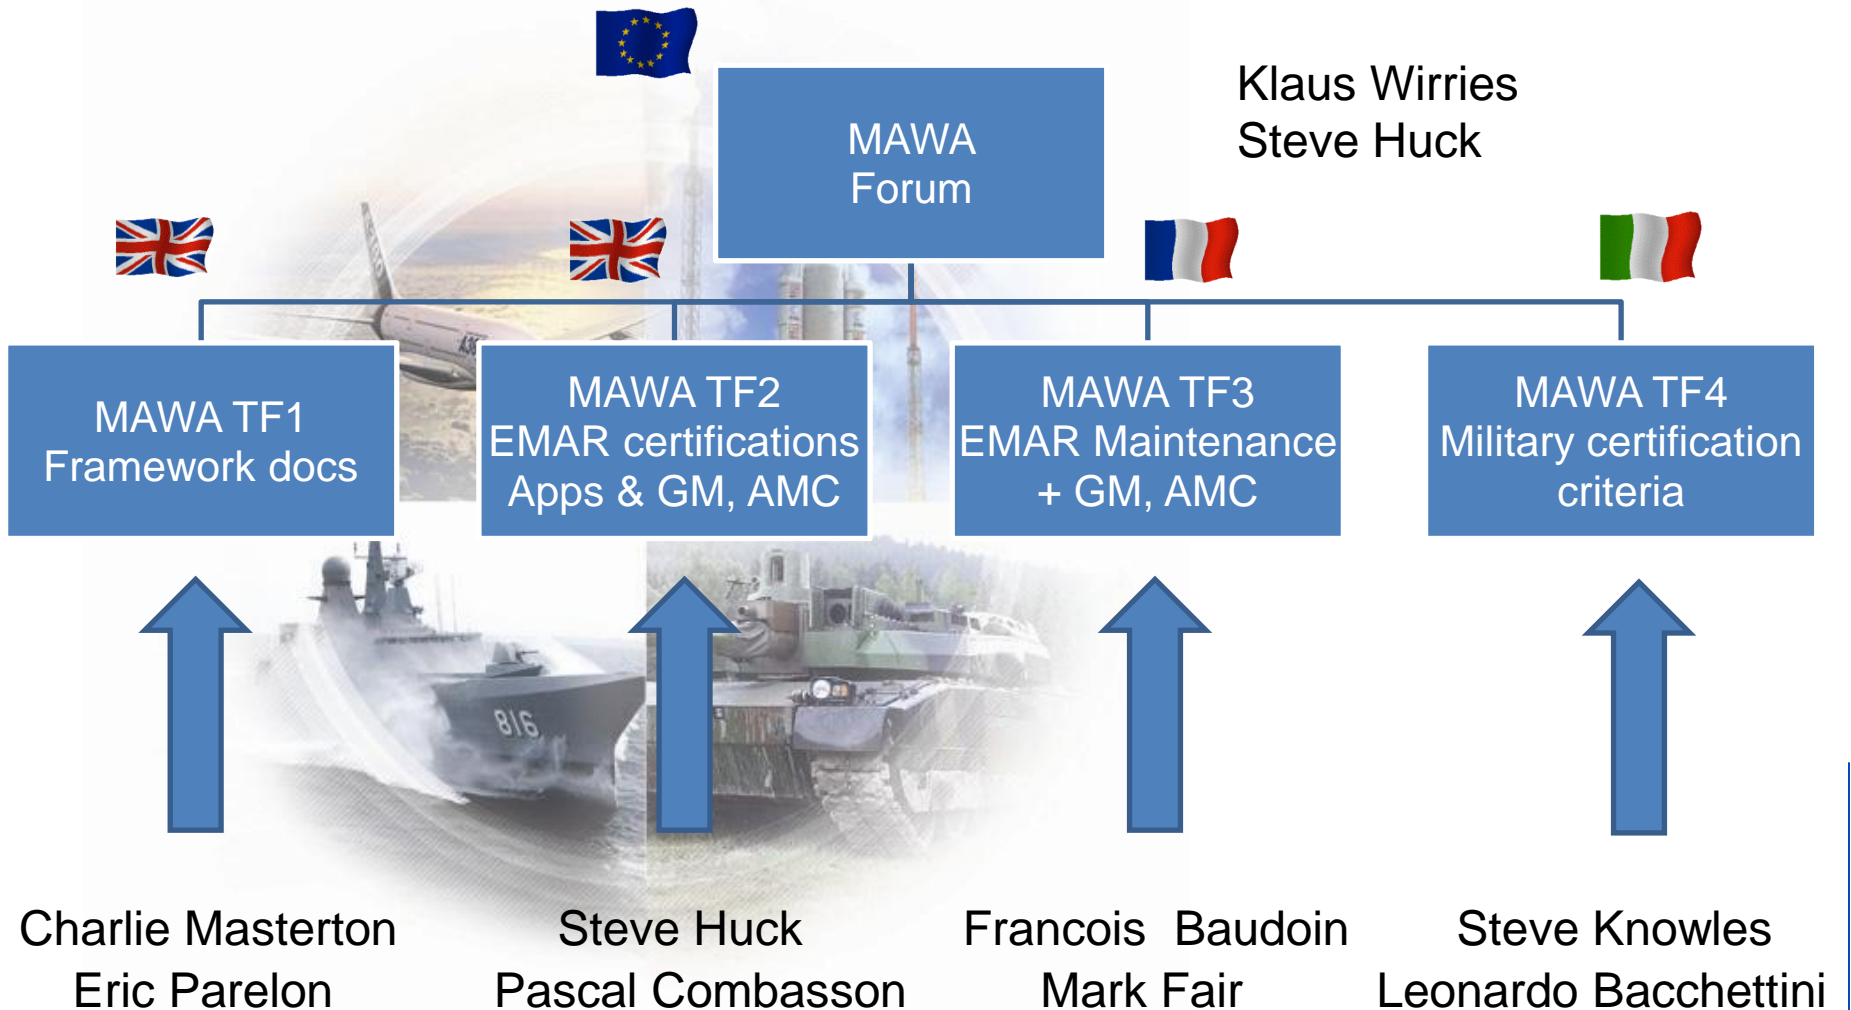 MAWA
Forum
Klaus Wirries
Steve Huck
MAWA TF1
Framework docs
MAWA TF2
EMAR certifications
Apps & GM, AMC
MAWA TF3
EMAR Maintenance
+ GM, AMC
MAWA TF4
Military certification
criteria
816
Charlie Masterton
Eric Parelon
Steve Huck
Pascal Combasson
Francois  Baudoin
Mark Fair
Steve Knowles
Leonardo Bacchettini